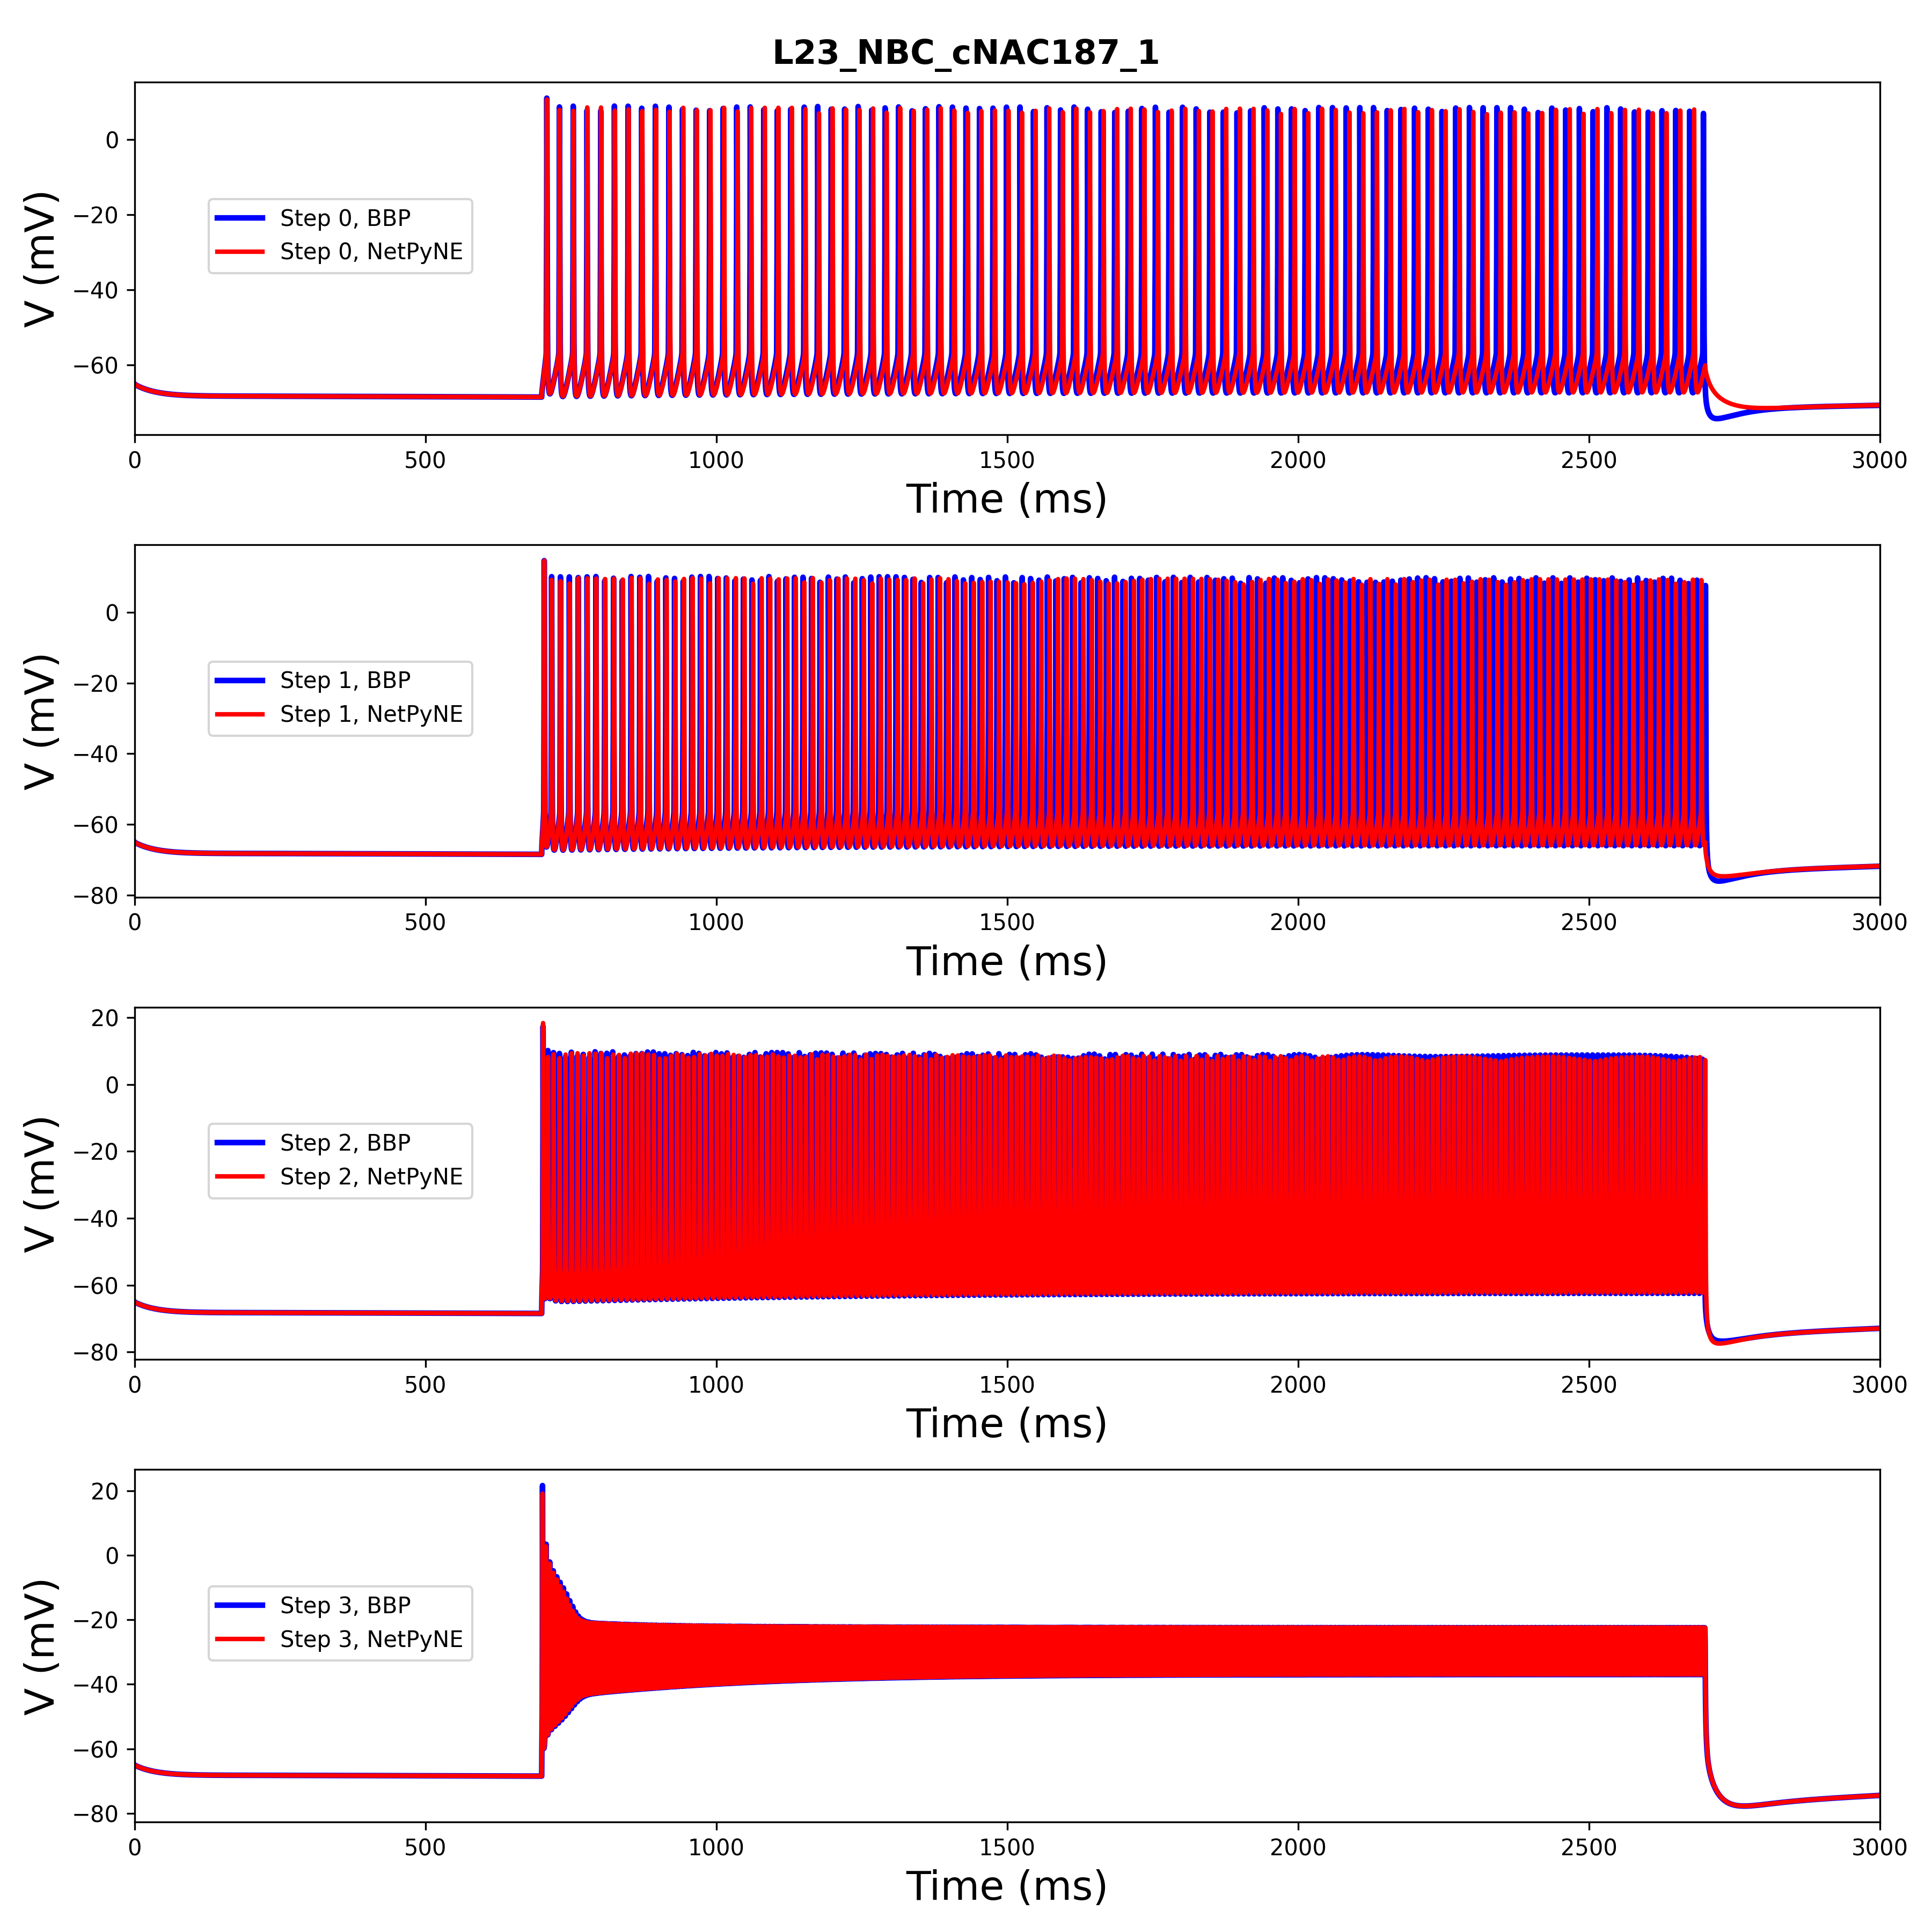 L23_NBC_cNAC187_1
0
−20
−40
−60
V (mV)
Step 0, BBP
Step 0, NetPyNE
0 500 1000 1500 2000 2500 3000
Time (ms)
0
−20
−40
−60
−80
V (mV)
Step 1, BBP
Step 1, NetPyNE
0 500 1000 1500 2000 2500 3000
Time (ms)
20
0
−20
−40
−60
−80
V (mV)
Step 2, BBP
Step 2, NetPyNE
0 500 1000 1500 2000 2500 3000
Time (ms)
20
0
−20
−40
−60
−80
V (mV)
Step 3, BBP
Step 3, NetPyNE
0 500 1000 1500 2000 2500 3000
Time (ms)